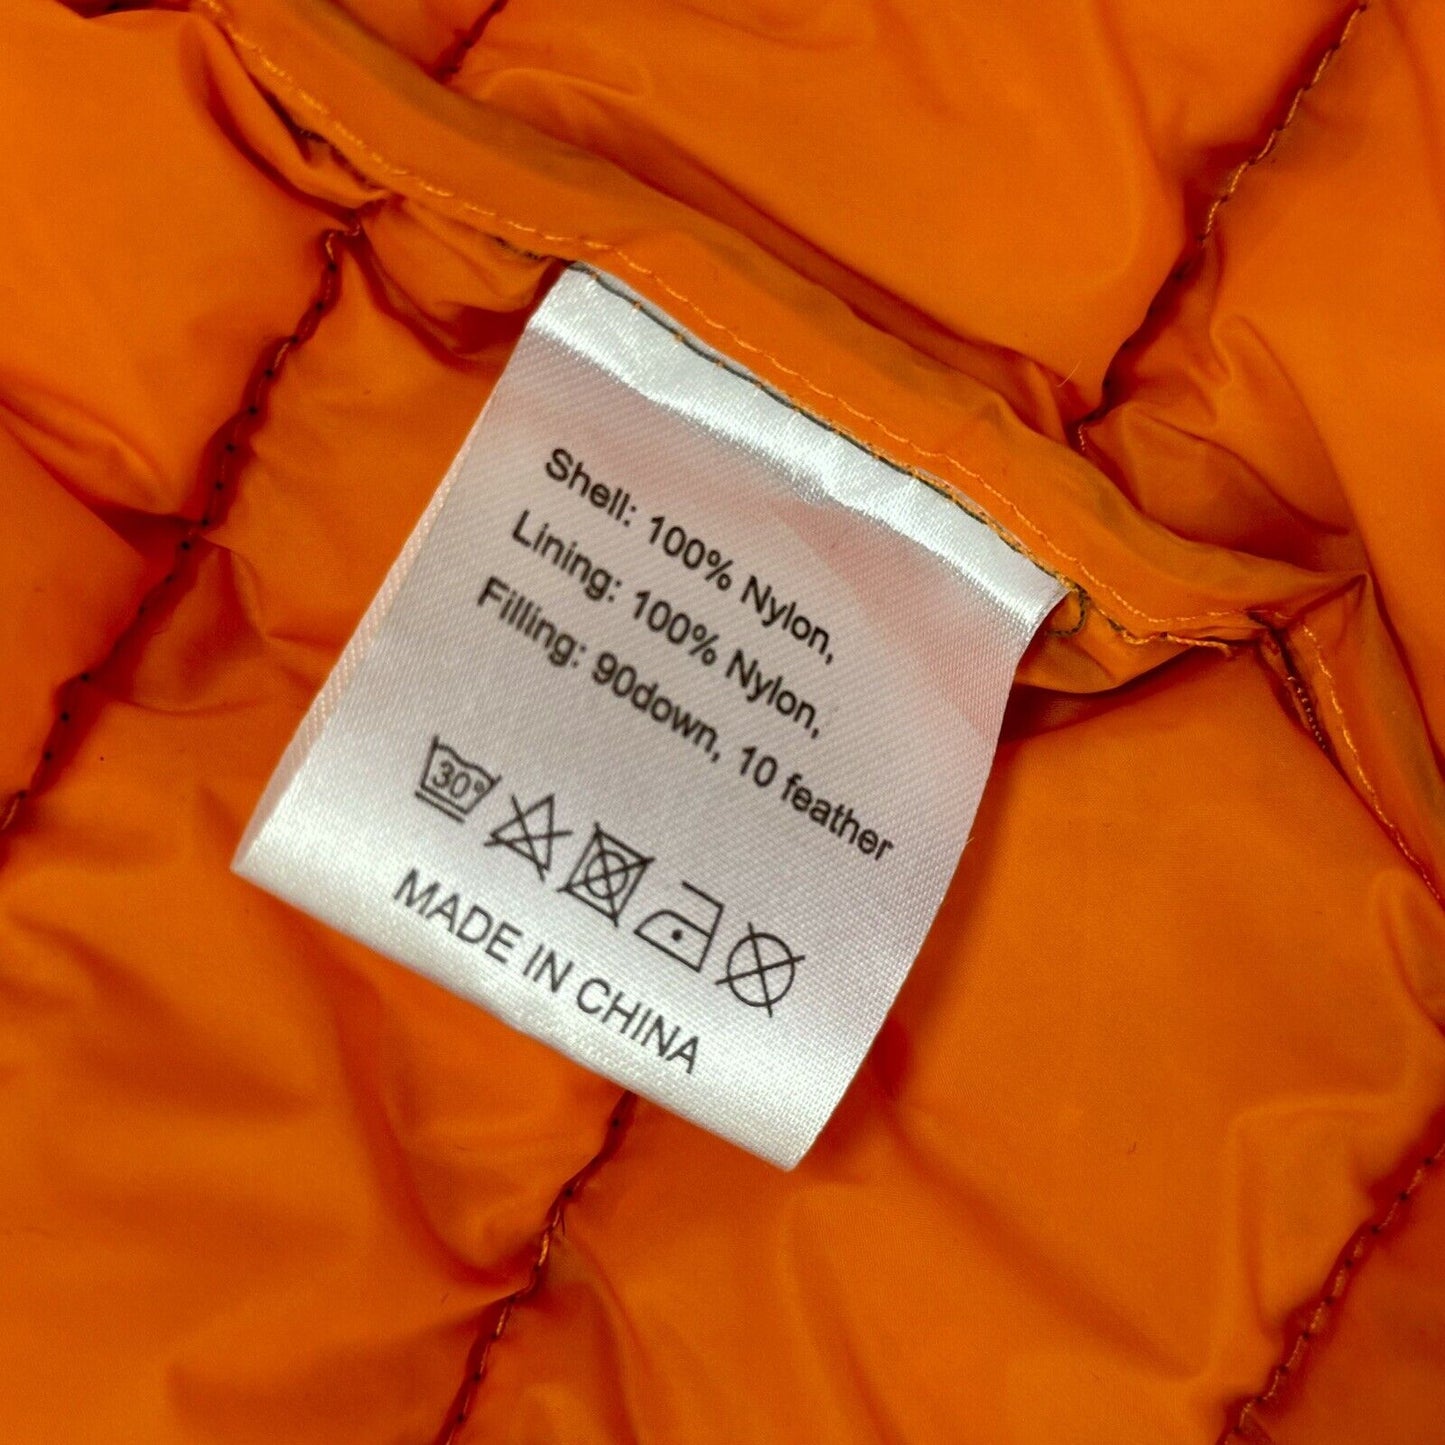 Shell: 100% Nylon,
Lining: 100% Nylon,
Filling: 90down, 10 feather
30°
MADE IN CHINA